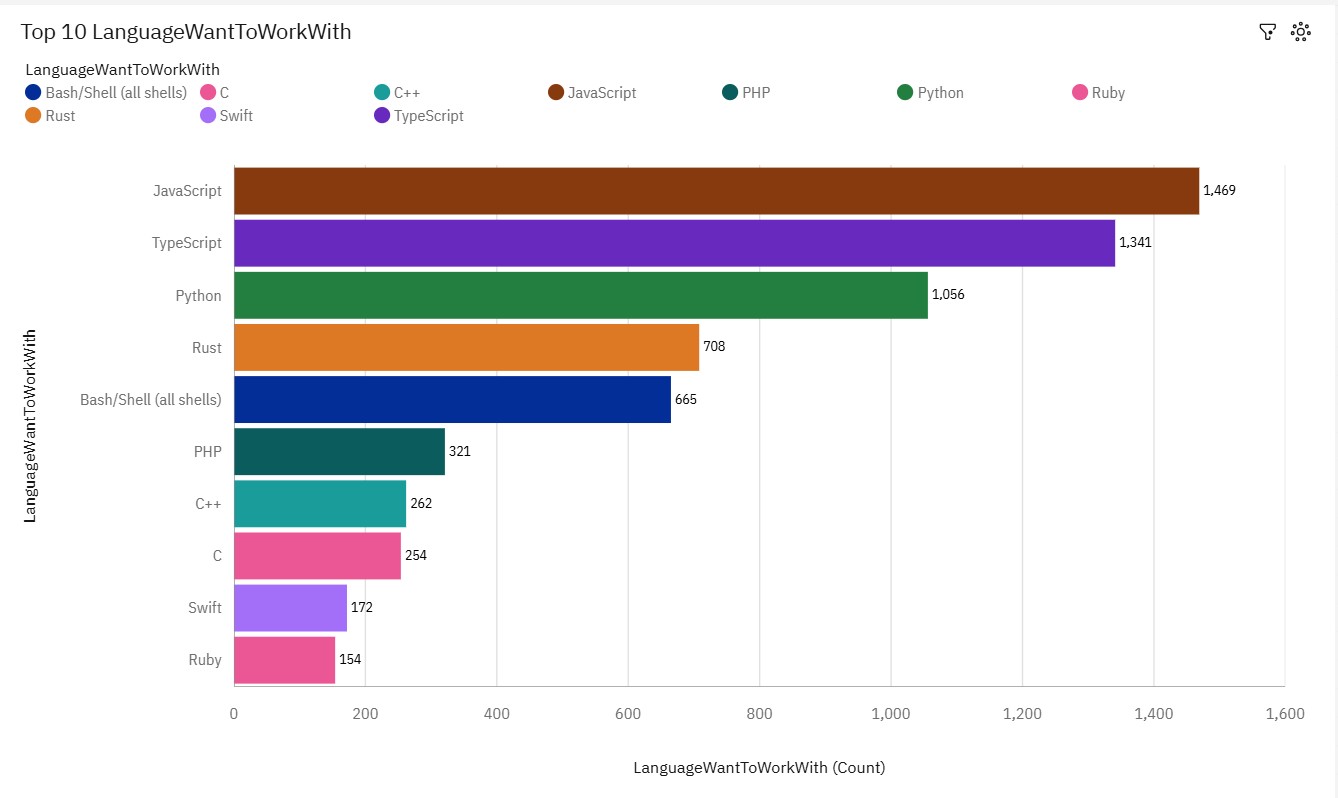 Top 10 LanguageWantToWorkWith
LanguageWantToWorkWith
Bash/Shell (all shells) C C++ JavaScript PHP Python Ruby
Rust Swift TypeScript
LanguageWantToWorkWith
JavaScript 1,469
TypeScript 1,341
Python 1,056
Rust 708
Bash/Shell (all shells) 665
PHP 321
C++ 262
C 254
Swift 172
Ruby 154
0 200 400 600 800 1,000 1,200 1,400 1,600
LanguageWantToWorkWith (Count)